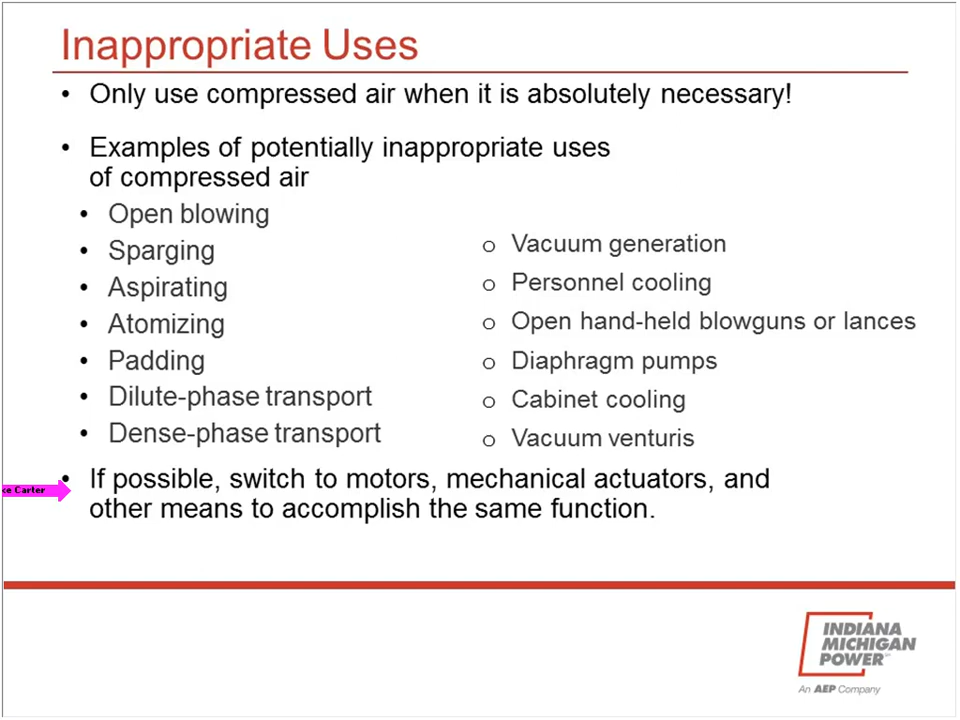 Inappropriate Uses
• Only use compressed air when it is absolutely necessary!
• Examples of potentially inappropriate uses
of compressed air
• Open blowing
• Sparging
• Aspirating
• Atomizing
• Padding
• Dilute-phase transport
• Dense-phase transport
o Vacuum generation
o Personnel cooling
o Open hand-held blowguns or lances
o Diaphragm pumps
o Cabinet cooling
o Vacuum venturis
• If possible, switch to motors, mechanical actuators, and
other means to accomplish the same function.
ke Carter
INDIANA
MICHIGAN
POWER
An AEP Company